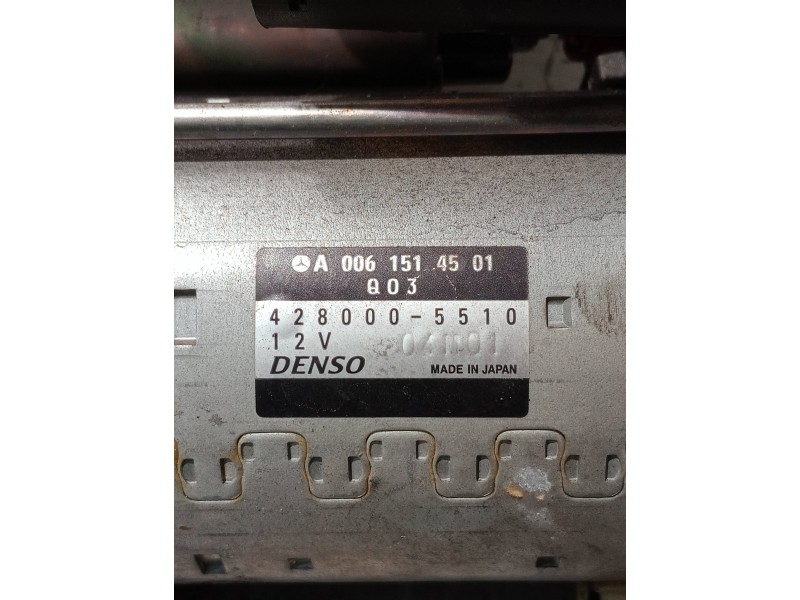 A 006 151 45 01
Q03
428000-5510
12V
DENSO
MADE IN JAPAN